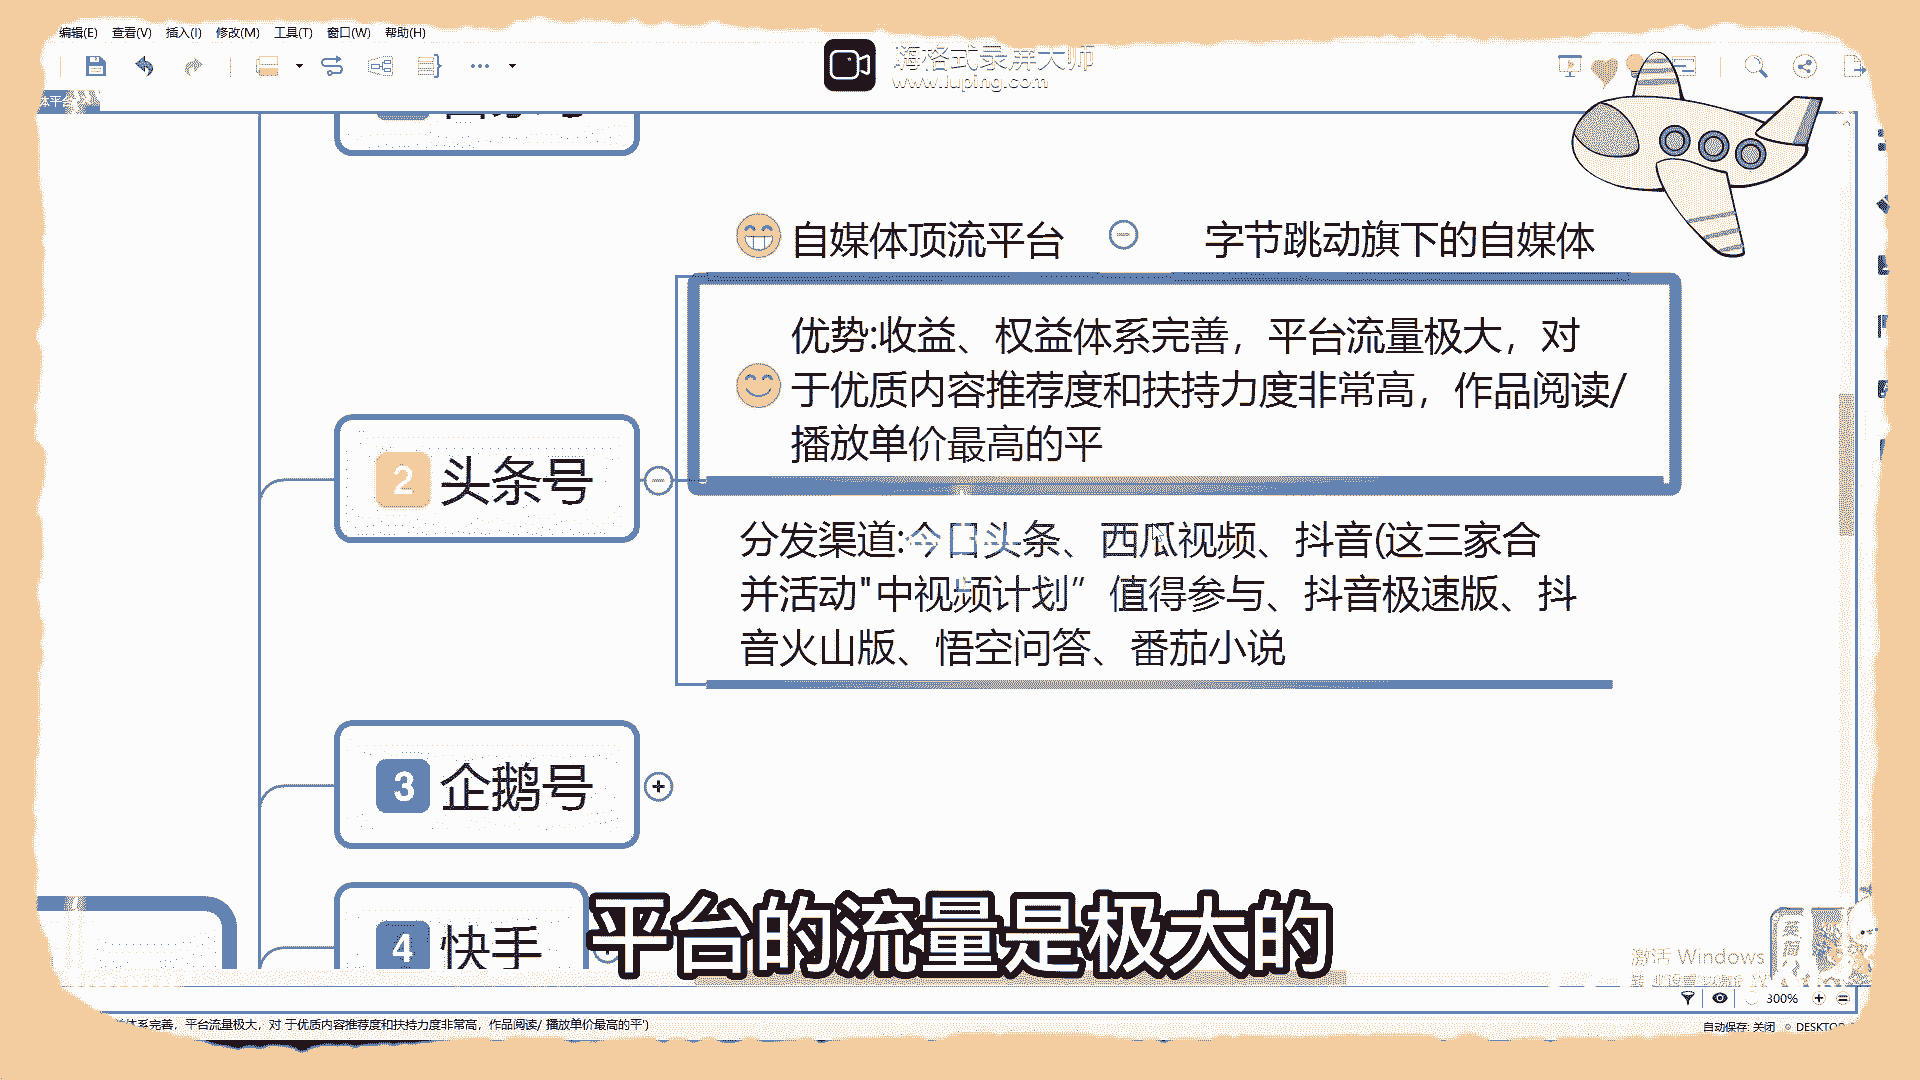 编辑(E) 查看(V) 插入(I) 修改(M) 工具(T) 窗口(W) 帮助(H)
嗨格式录屏大师
www.luping.com
体平台
自媒体顶流平台
字节跳动旗下的自媒体
优势:收益、权益体系完善，平台流量极大，对
于优质内容推荐度和扶持力度非常高，作品阅读/
播放单价最高的平
2 头条号
分发渠道:今日头条、西瓜视频、抖音(这三家合
并活动"中视频计划” 值得参与、抖音极速版、抖
音火山版、悟空问答、番茄小说
3 企鹅号
4 快手
平台的流量是极大的
激活 Windows
300%
体系完善，平台流量极大，对 于优质内容推荐度和扶持力度非常高，作品阅读/ 播放单价最高的平')
自动保存: 关闭
DESKTOP